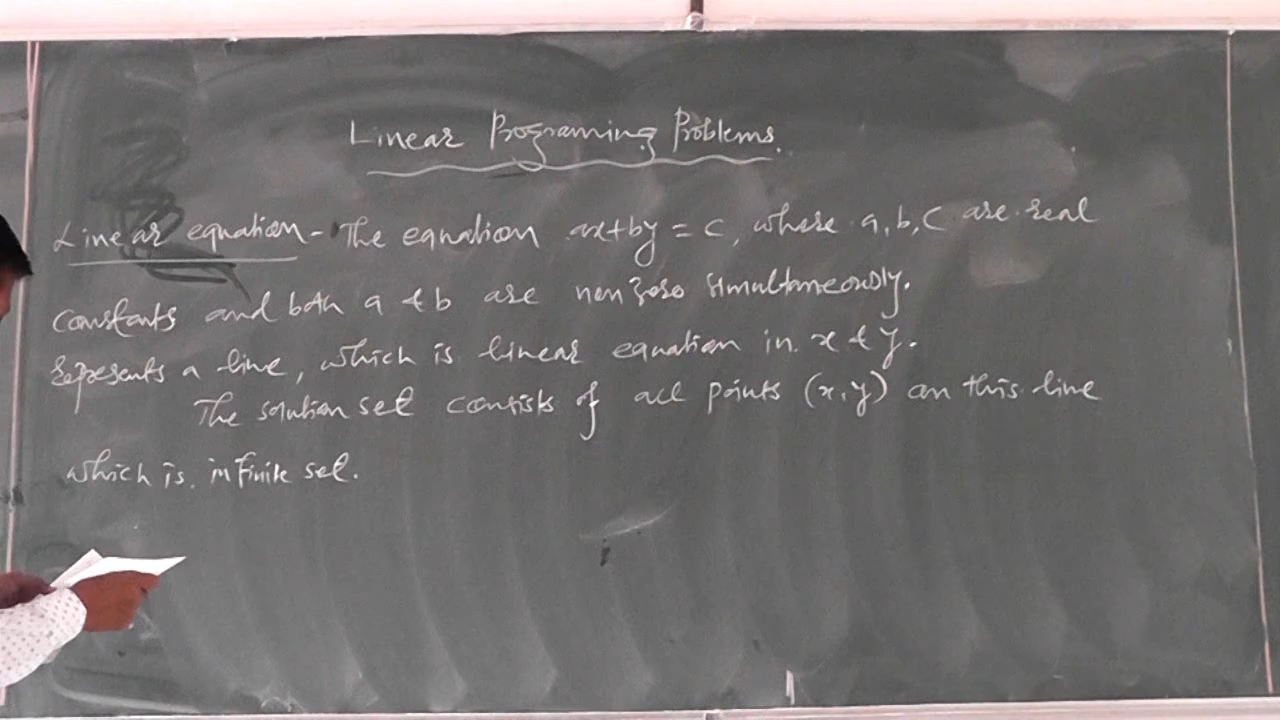 Linear Programing Problems.
Linear equation - The equation ax+by = c, where a, b, c are real
constants and both a & b are non zero simultaneously.
represents a line, which is linear equation in x & y.
The solution set consists of all points (x, y) on this line
which is infinite set.